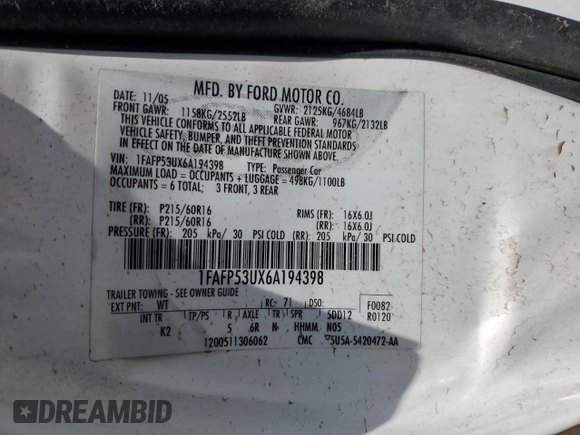 MFD. BY FORD MOTOR CO.
DATE: 11/05 GVWR: 2125KG/4684LB
FRONT GAWR: 1158KG/2552LB REAR GAWR: 967KG/2132LB
THIS VEHICLE CONFORMS TO ALL APPLICABLE FEDERAL MOTOR
VEHICLE SAFETY, BUMPER, AND THEFT PREVENTION STANDARDS
IN EFFECT ON THE DATE OF MANUFACTURE SHOWN ABOVE
VIN: 1FAFP53UX6A194398 TYPE: Passenger Car
MAXIMUM LOAD = OCCUPANTS + LUGGAGE = 498KG/1100LB
OCCUPANTS = 6 TOTAL: 3 FRONT, 3 REAR
TIRE (FR): P215/60R16 RIMS (FR): 16X6.0J
(RR): P215/60R16 (RR): 16X6.0J
PRESSURE (FR): 205 kPa/ 30 PSI.COLD (RR): 205 kPa/ 30 PSI.COLD
1FAFP53UX6A194398
TRAILER TOWING - SEE OWNER GUIDE
EXT PNT: WT RC: 71 DSO: F0082
INT TR TP/PS R AXLE TR SPR 5DD12 R0120
K2 5 6R N- HHMM N05
1200511306062 CMC 5U5A-5420472-AA
DREAMBID